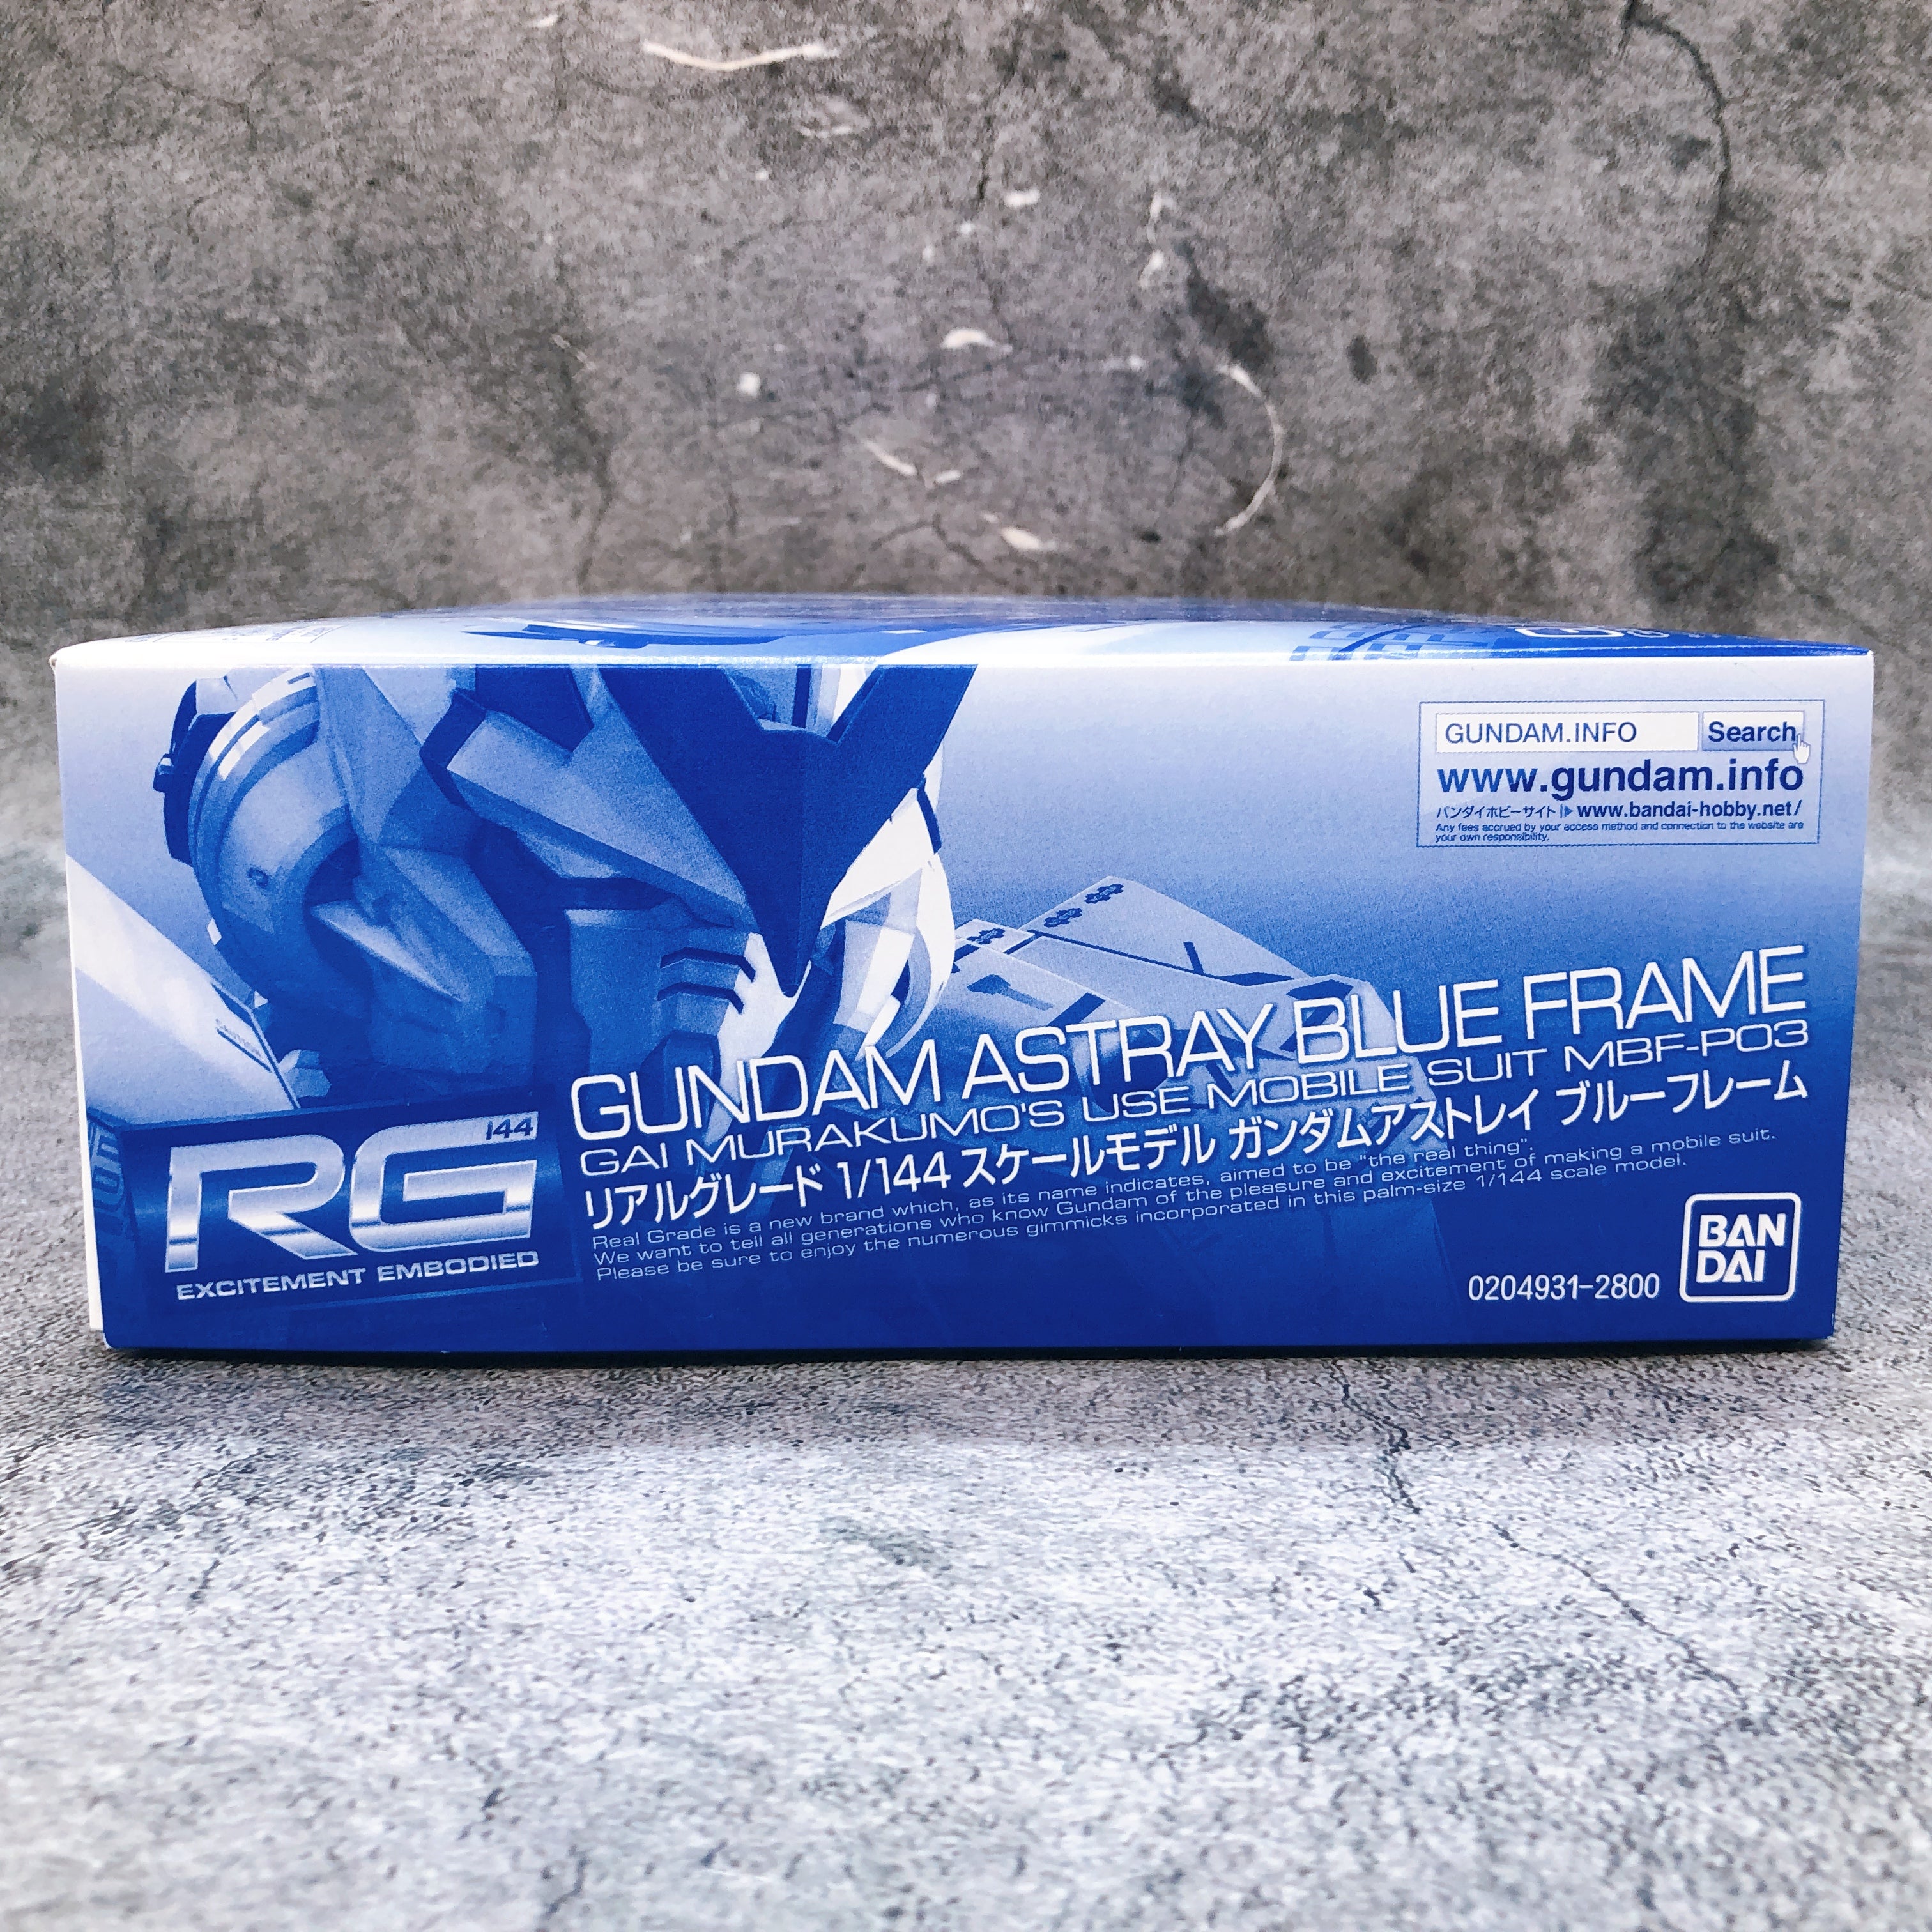 GUNDAM.INFO Search
www.gundam.info
バンダイホビーサイト www.bandai-hobby.net/
Any fees accrued by your access method and connection to the website are
your own responsibility.
GUNDAM ASTRAY BLUE FRAME
GAI MURAKUMO'S USE MOBILE SUIT MBF-P03
リアルグレード 1/144 スケールモデル ガンダムアストレイ ブルーフレーム
Real Grade is a new brand which, as its name indicates, aimed to be "the real thing".
We want to tell all generations who know Gundam of the pleasure and excitement of making a mobile suit.
Please be sure to enjoy the numerous gimmicks incorporated in this palm-size 1/144 scale model.
144
RG
EXCITEMENT EMBODIED
0204931-2800
BAN
DAI